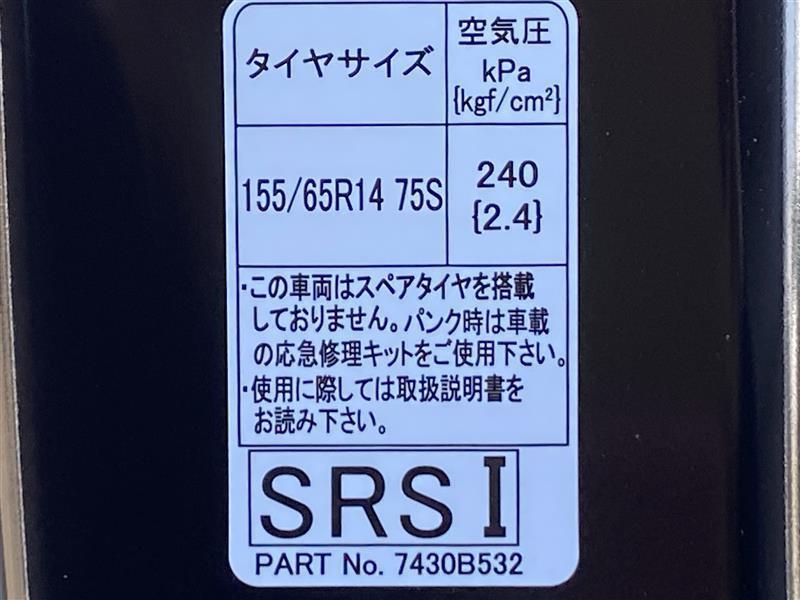 タイヤサイズ
空気圧
kPa
{kgf/cm²}
155/65R14 75S
240
{2.4}
・この車両はスペアタイヤを搭載
しておりません。パンク時は車載
の応急修理キットをご使用下さい。
・使用に際しては取扱説明書を
お読み下さい。
SRS I
PART No. 7430B532